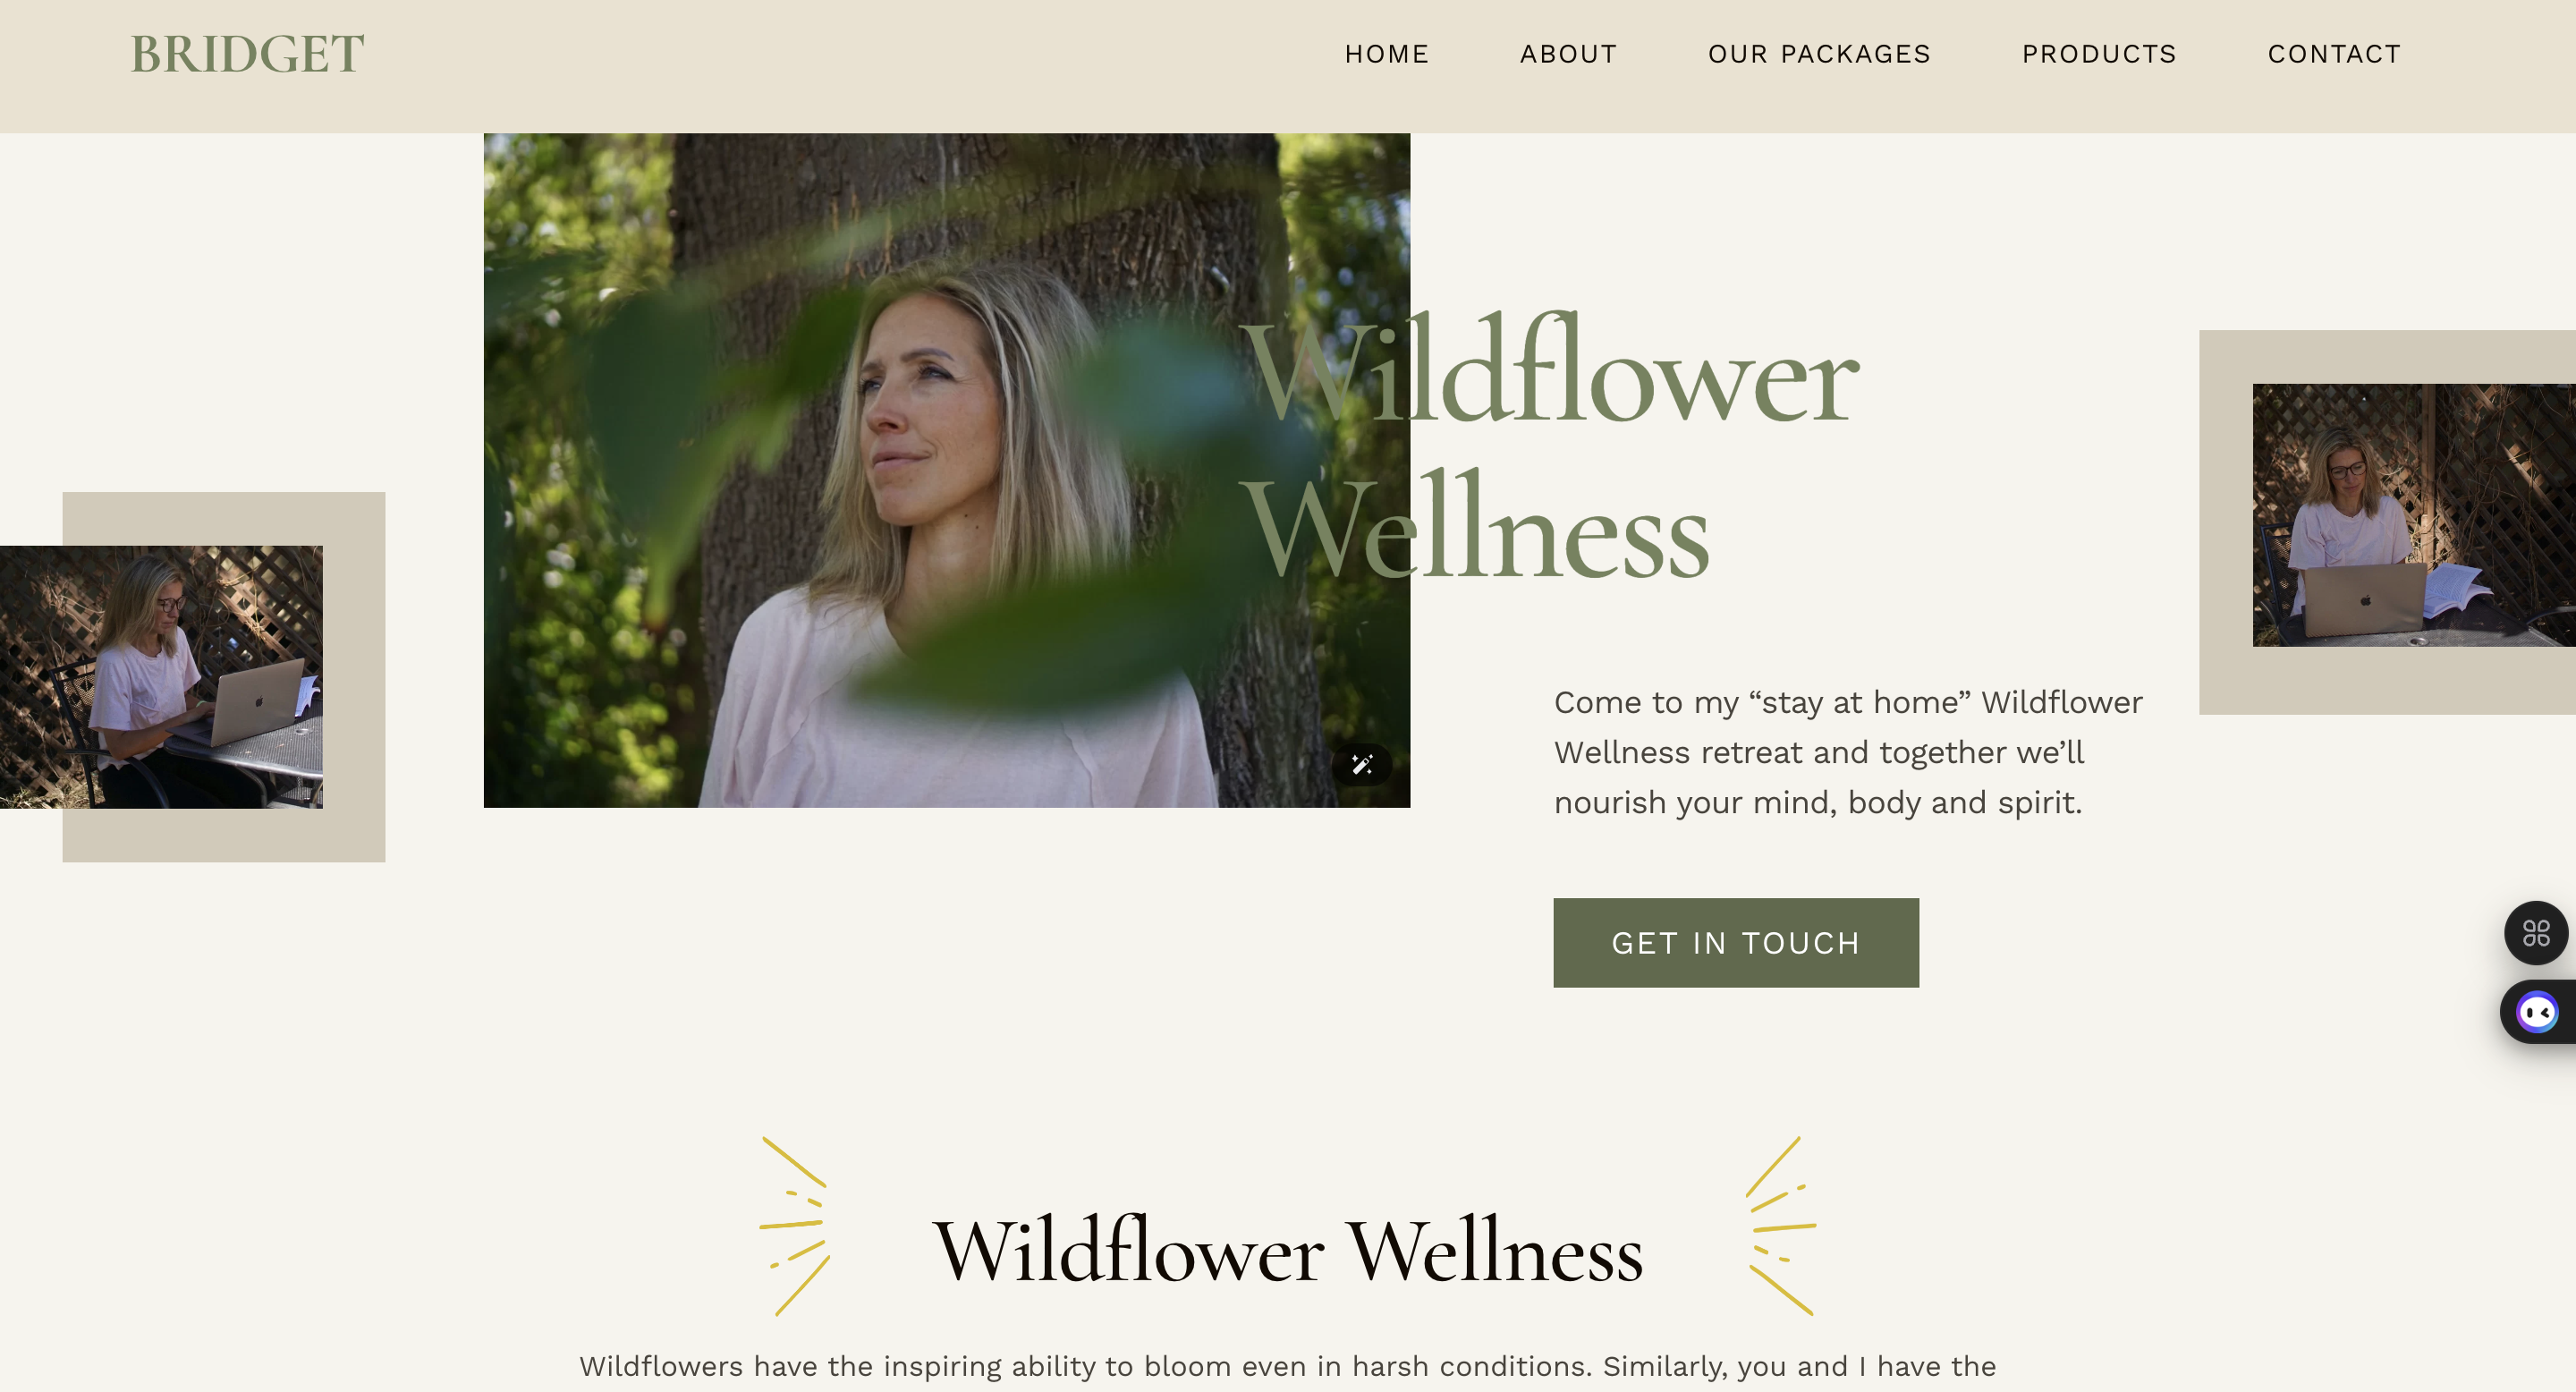 BRIDGET
HOME ABOUT OUR PACKAGES PRODUCTS CONTACT
Wildflower
Wellness
Come to my “stay at home” Wildflower
Wellness retreat and together we’ll
nourish your mind, body and spirit.
GET IN TOUCH
Wildflower Wellness
Wildflowers have the inspiring ability to bloom even in harsh conditions. Similarly, you and I have the